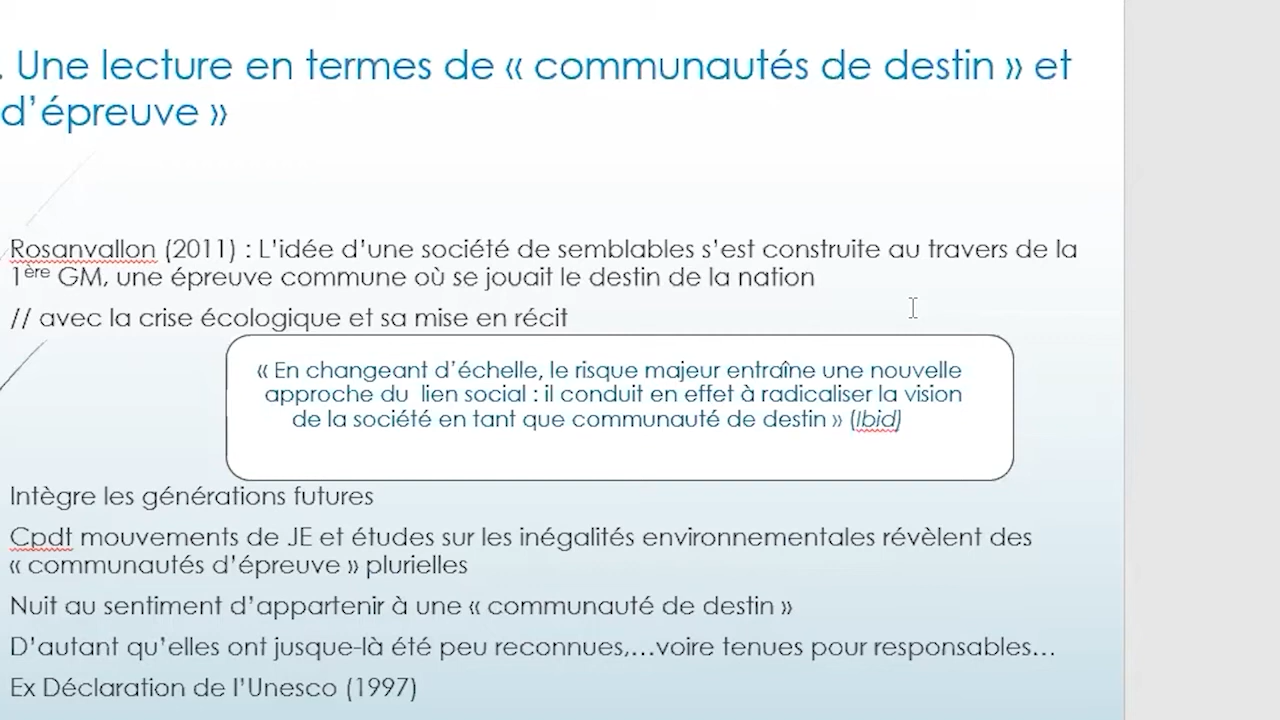 . Une lecture en termes de « communautés de destin » et
d’épreuve »
Rosanvallon (2011) : L’idée d’une société de semblables s’est construite au travers de la
1ère GM, une épreuve commune où se jouait le destin de la nation
// avec la crise écologique et sa mise en récit
« En changeant d’échelle, le risque majeur entraîne une nouvelle
approche du lien social : il conduit en effet à radicaliser la vision
de la société en tant que communauté de destin » (Ibid)
Intègre les générations futures
Cpdt mouvements de JE et études sur les inégalités environnementales révèlent des
« communautés d’épreuve » plurielles
Nuit au sentiment d’appartenir à une « communauté de destin »
D’autant qu’elles ont jusque-là été peu reconnues,…voire tenues pour responsables…
Ex Déclaration de l’Unesco (1997)